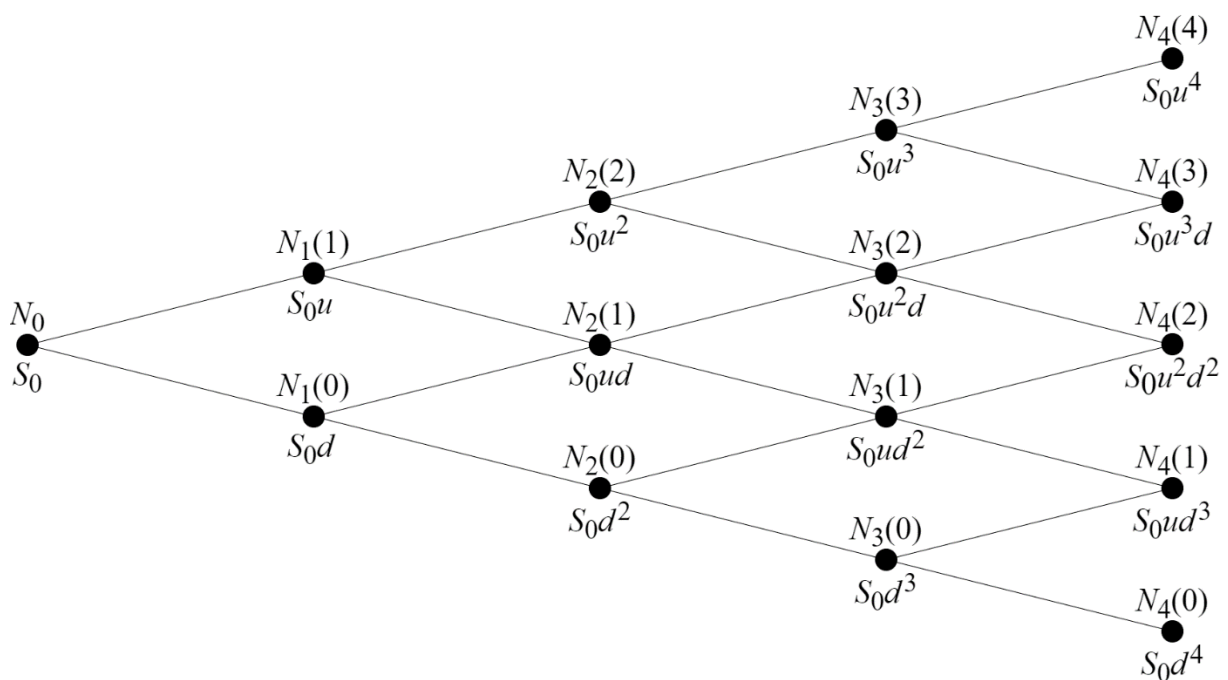 N₄(4)
S₀u⁴
N₃(3)
S₀u³
N₂(2)
S₀u²
N₄(3)
S₀u³d
N₁(1)
S₀u
N₃(2)
S₀u²d
N₀
S₀
N₂(1)
S₀ud
N₄(2)
S₀u²d²
N₁(0)
S₀d
N₃(1)
S₀ud²
N₂(0)
S₀d²
N₄(1)
S₀ud³
N₃(0)
S₀d³
N₄(0)
S₀d⁴